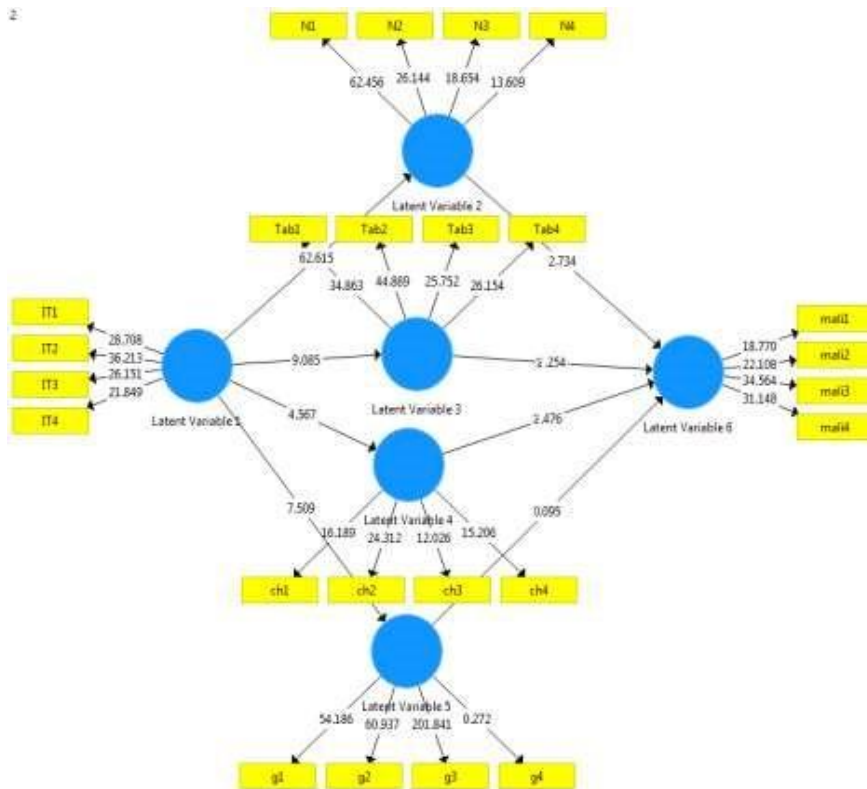 2
N1 N2 N3 N4
62.456 26.144 18.654 13.609
Latent Variable 2
Tab1 Tab2 Tab3 Tab4
62.615 34.863 44.869 25.752 26.154 2.734
IT1
IT2
IT3
IT4
28.708
36.213
26.151
21.849
Latent Variable
9.085
Latent Variable 3
4.567
2.476
mali1
mali2
mali3
mali4
18.770
22.108
34.564
31.148
Latent Variable 6
7.509
0.095
Latent Variable 4
16.189 24.312 12.026 15.206
ch1 ch2 ch3 ch4
Latent Variable 5
54.186 60.937 201.841 0.272
g1 g2 g3 g4